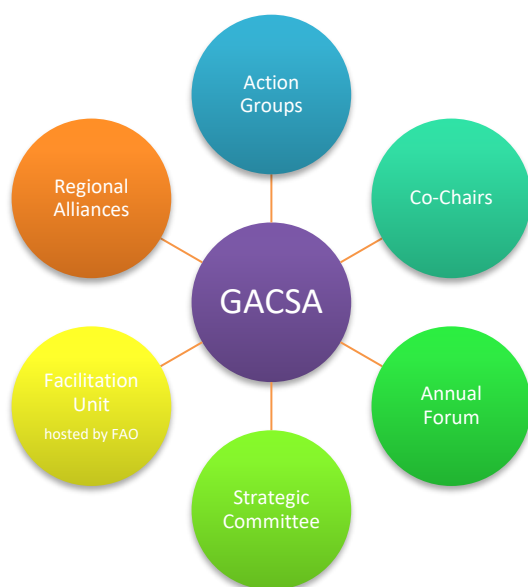 Action
Groups
Regional
Alliances
Co-Chairs
GACSA
Facilitation
Unit
hosted by FAO
Annual
Forum
Strategic
Committee